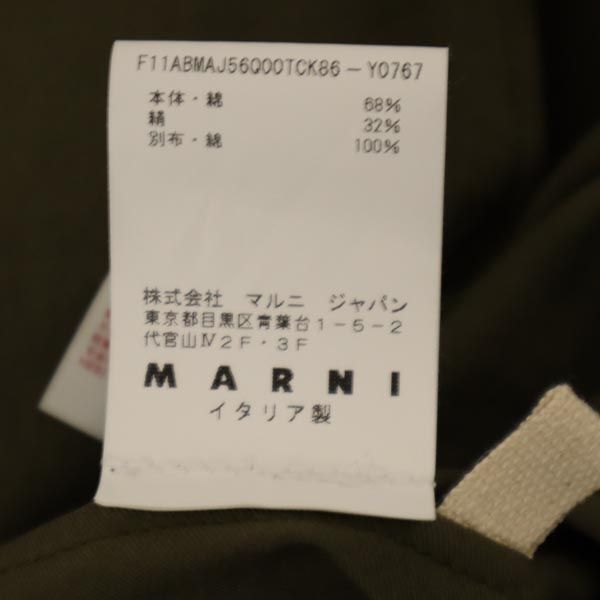 F11ABMAJ56Q00TCK86-Y0767
本体・綿 68%
絹 32%
別布・綿 100%
株式会社 マルニ ジャパン
東京都目黒区青葉台1-5-2
代官山Ⅳ2F・3F
MARNI
イタリア製